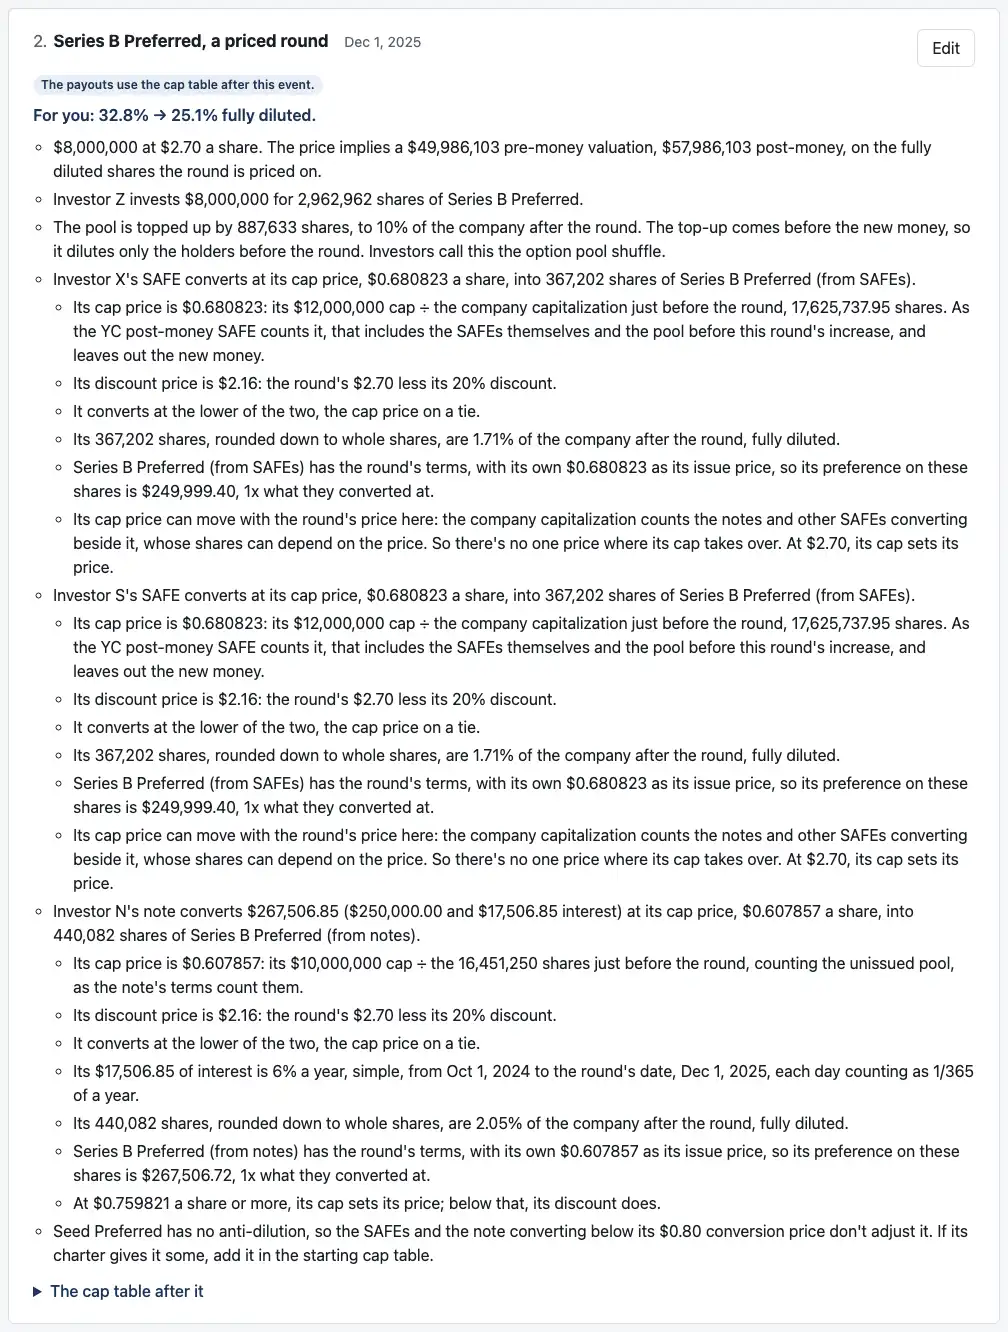 2. Series B Preferred, a priced round Dec 1, 2025
Edit
The payouts use the cap table after this event.
For you: 32.8% → 25.1% fully diluted.
◦ $8,000,000 at $2.70 a share. The price implies a $49,986,103 pre-money valuation, $57,986,103 post-money, on the fully
diluted shares the round is priced on.
◦ Investor Z invests $8,000,000 for 2,962,962 shares of Series B Preferred.
◦ The pool is topped up by 887,633 shares, to 10% of the company after the round. The top-up comes before the new money, so
it dilutes only the holders before the round. Investors call this the option pool shuffle.
◦ Investor X's SAFE converts at its cap price, $0.680823 a share, into 367,202 shares of Series B Preferred (from SAFEs).
◦ Its cap price is $0.680823: its $12,000,000 cap ÷ the company capitalization just before the round, 17,625,737.95 shares. As
the YC post-money SAFE counts it, that includes the SAFEs themselves and the pool before this round's increase, and
leaves out the new money.
◦ Its discount price is $2.16: the round's $2.70 less its 20% discount.
◦ It converts at the lower of the two, the cap price on a tie.
◦ Its 367,202 shares, rounded down to whole shares, are 1.71% of the company after the round, fully diluted.
◦ Series B Preferred (from SAFEs) has the round's terms, with its own $0.680823 as its issue price, so its preference on these
shares is $249,999.40, 1x what they converted at.
◦ Its cap price can move with the round's price here: the company capitalization counts the notes and other SAFEs converting
beside it, whose shares can depend on the price. So there's no one price where its cap takes over. At $2.70, its cap sets its
price.
◦ Investor S's SAFE converts at its cap price, $0.680823 a share, into 367,202 shares of Series B Preferred (from SAFEs).
◦ Its cap price is $0.680823: its $12,000,000 cap ÷ the company capitalization just before the round, 17,625,737.95 shares. As
the YC post-money SAFE counts it, that includes the SAFEs themselves and the pool before this round's increase, and
leaves out the new money.
◦ Its discount price is $2.16: the round's $2.70 less its 20% discount.
◦ It converts at the lower of the two, the cap price on a tie.
◦ Its 367,202 shares, rounded down to whole shares, are 1.71% of the company after the round, fully diluted.
◦ Series B Preferred (from SAFEs) has the round's terms, with its own $0.680823 as its issue price, so its preference on these
shares is $249,999.40, 1x what they converted at.
◦ Its cap price can move with the round's price here: the company capitalization counts the notes and other SAFEs converting
beside it, whose shares can depend on the price. So there's no one price where its cap takes over. At $2.70, its cap sets its
price.
◦ Investor N's note converts $267,506.85 ($250,000.00 and $17,506.85 interest) at its cap price, $0.607857 a share, into
440,082 shares of Series B Preferred (from notes).
◦ Its cap price is $0.607857: its $10,000,000 cap ÷ the 16,451,250 shares just before the round, counting the unissued pool,
as the note's terms count them.
◦ Its discount price is $2.16: the round's $2.70 less its 20% discount.
◦ It converts at the lower of the two, the cap price on a tie.
◦ Its $17,506.85 of interest is 6% a year, simple, from Oct 1, 2024 to the round's date, Dec 1, 2025, each day counting as 1/365
of a year.
◦ Its 440,082 shares, rounded down to whole shares, are 2.05% of the company after the round, fully diluted.
◦ Series B Preferred (from notes) has the round's terms, with its own $0.607857 as its issue price, so its preference on these
shares is $267,506.72, 1x what they converted at.
◦ At $0.759821 a share or more, its cap sets its price; below that, its discount does.
◦ Seed Preferred has no anti-dilution, so the SAFEs and the note converting below its $0.80 conversion price don't adjust it. If its
charter gives it some, add it in the starting cap table.
▶ The cap table after it